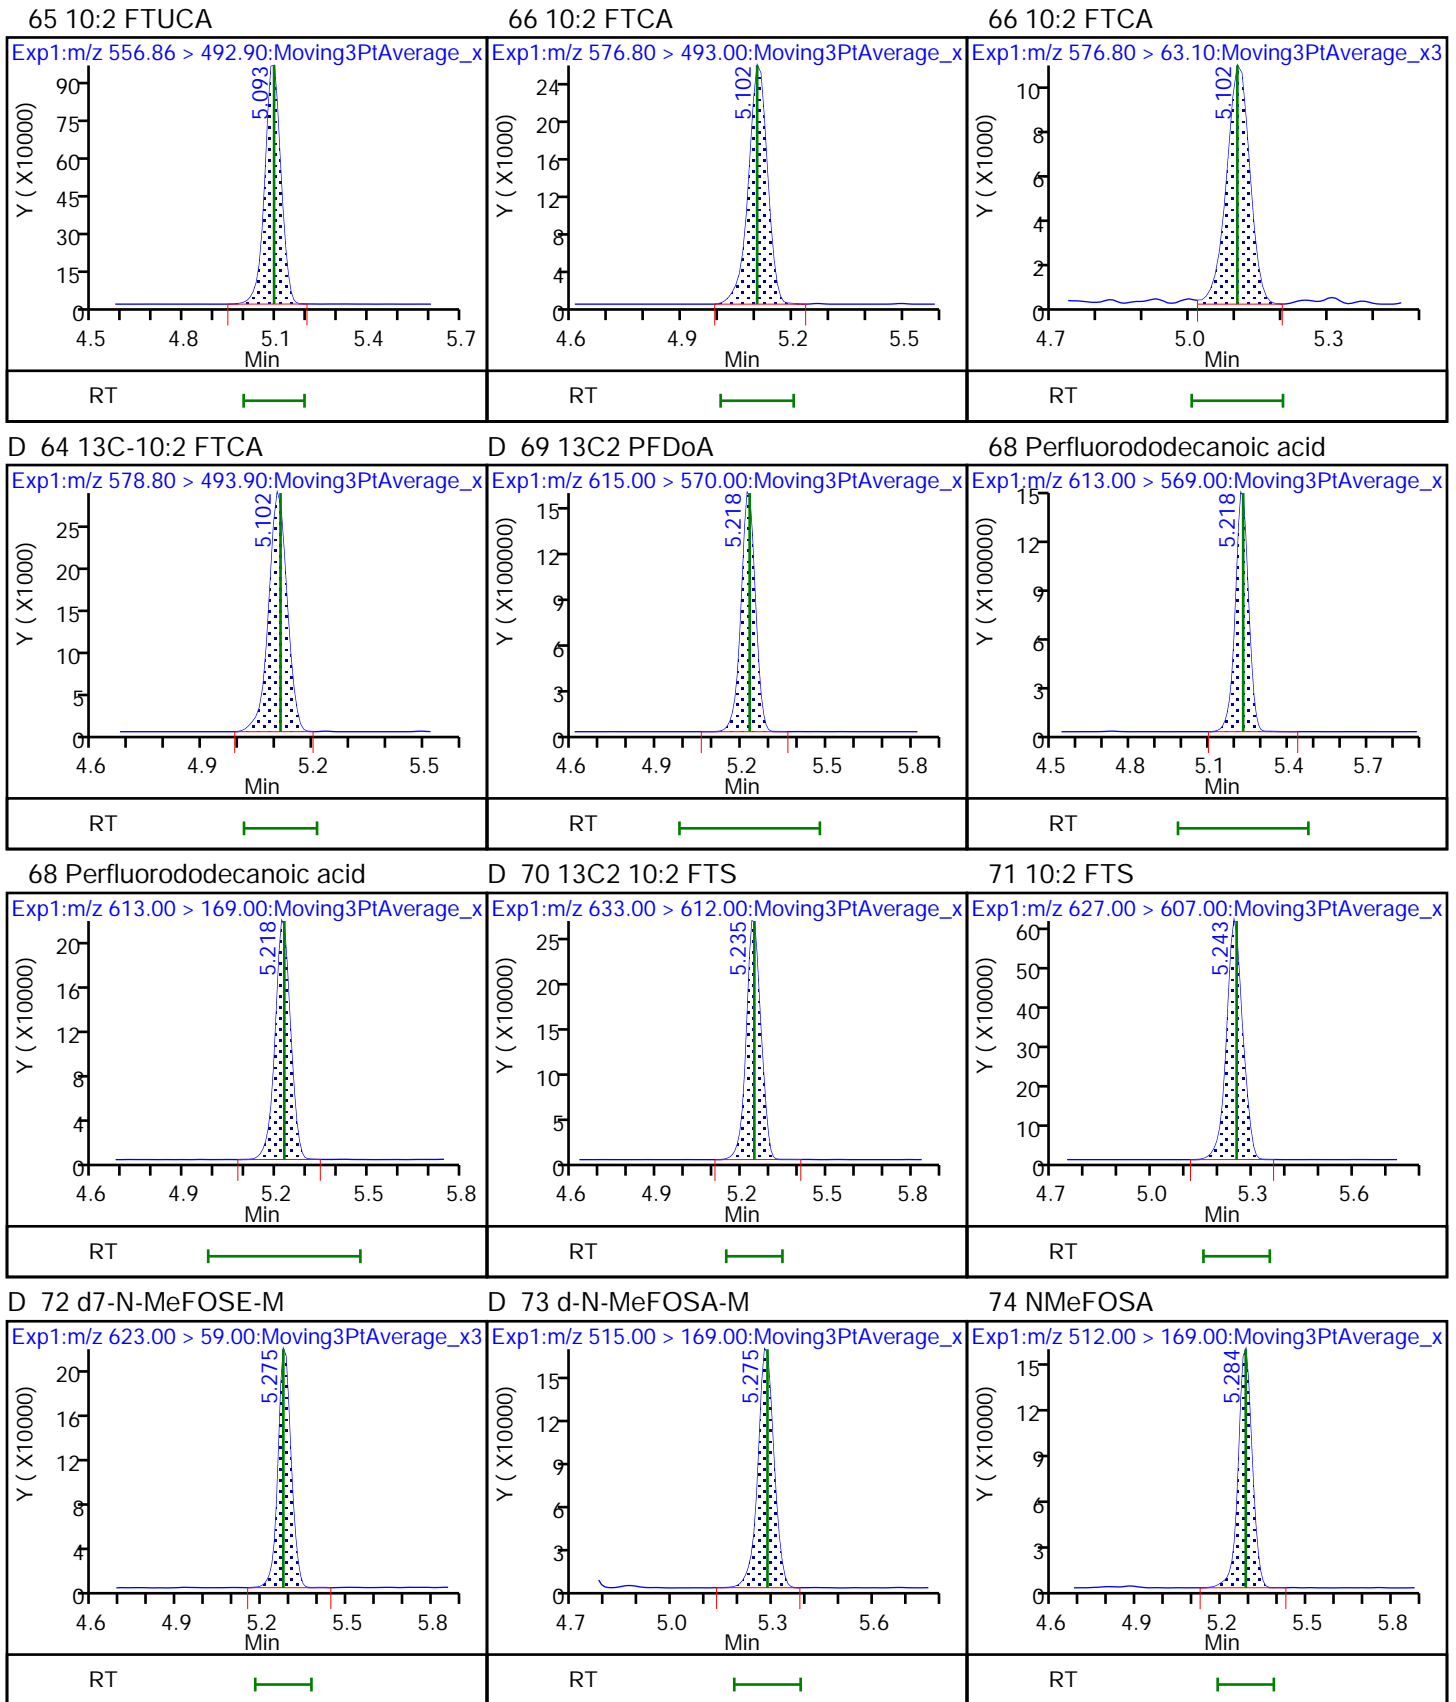 65 10:2 FTUCA
Exp1:m/z 556.86 > 492.90:Moving3PtAverage_x
5.093
Y ( X10000)
90
75
60
45
30
15
0
4.5 4.8 5.1 5.4 5.7
Min
RT
66 10:2 FTCA
Exp1:m/z 576.80 > 493.00:Moving3PtAverage_x
5.102
Y ( X1000)
24
20
16
12
8
4
0
4.6 4.9 5.2 5.5
Min
RT
66 10:2 FTCA
Exp1:m/z 576.80 > 63.10:Moving3PtAverage_x3
5.102
Y ( X1000)
10
8
6
4
2
0
4.7 5.0 5.3
Min
RT
D 64 13C-10:2 FTCA
Exp1:m/z 578.80 > 493.90:Moving3PtAverage_x
5.102
Y ( X1000)
25
20
15
10
5
0
4.6 4.9 5.2 5.5
Min
RT
D 69 13C2 PFDoA
Exp1:m/z 615.00 > 570.00:Moving3PtAverage_x
5.218
Y ( X100000)
15
12
9
6
3
0
4.6 4.9 5.2 5.5 5.8
Min
RT
68 Perfluorododecanoic acid
Exp1:m/z 613.00 > 569.00:Moving3PtAverage_x
5.218
Y ( X100000)
15
12
9
6
3
0
4.5 4.8 5.1 5.4 5.7
Min
RT
68 Perfluorododecanoic acid
Exp1:m/z 613.00 > 169.00:Moving3PtAverage_x
5.218
Y ( X10000)
20
16
12
8
4
0
4.6 4.9 5.2 5.5 5.8
Min
RT
D 70 13C2 10:2 FTS
Exp1:m/z 633.00 > 612.00:Moving3PtAverage_x
5.235
Y ( X10000)
25
20
15
10
5
0
4.6 4.9 5.2 5.5 5.8
Min
RT
71 10:2 FTS
Exp1:m/z 627.00 > 607.00:Moving3PtAverage_x
5.243
Y ( X10000)
60
50
40
30
20
10
0
4.7 5.0 5.3 5.6
Min
RT
D 72 d7-N-MeFOSE-M
Exp1:m/z 623.00 > 59.00:Moving3PtAverage_x3
5.275
Y ( X10000)
20
16
12
8
4
0
4.6 4.9 5.2 5.5 5.8
Min
RT
D 73 d-N-MeFOSA-M
Exp1:m/z 515.00 > 169.00:Moving3PtAverage_x
5.275
Y ( X10000)
15
12
9
6
3
0
4.7 5.0 5.3 5.6
Min
RT
74 NMeFOSA
Exp1:m/z 512.00 > 169.00:Moving3PtAverage_x
5.284
Y ( X10000)
15
12
9
6
3
0
4.6 4.9 5.2 5.5 5.8
Min
RT